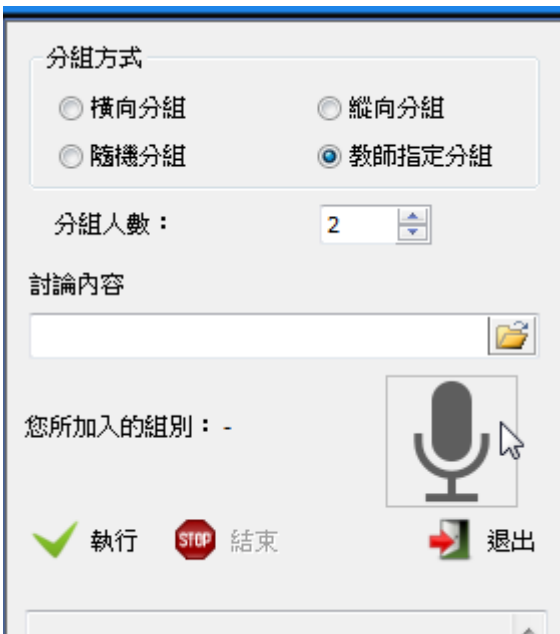 分組方式
橫向分組 縱向分組
隨機分組 教師指定分組
分組人數： 2
討論內容
您所加入的組別： -
執行 STOP 結束 退出